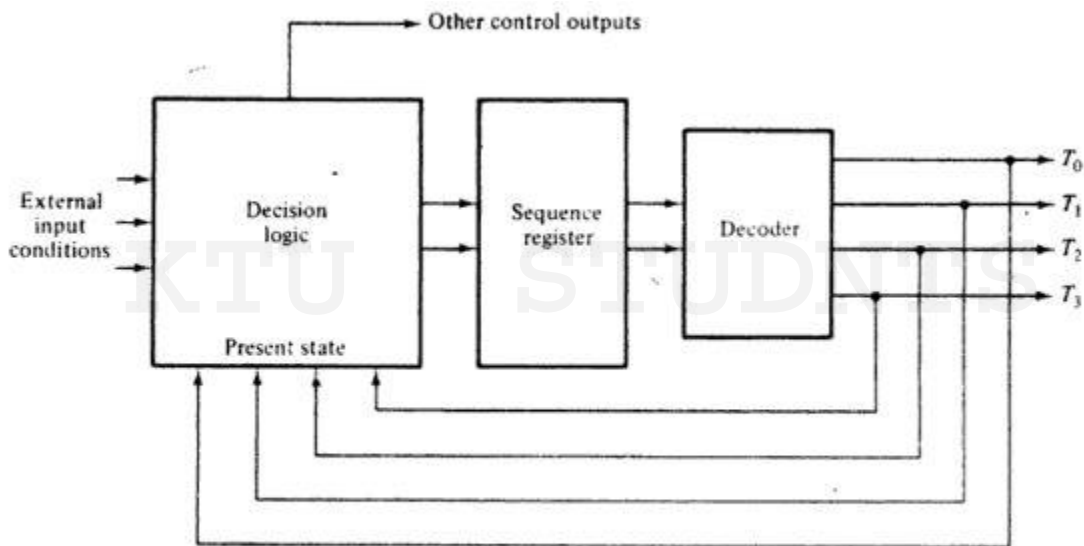 Other control outputs
External
input
conditions
Decision
logic
Present state
Sequence
register
Decoder
T0
T1
T2
T3
KTU STUDNTS